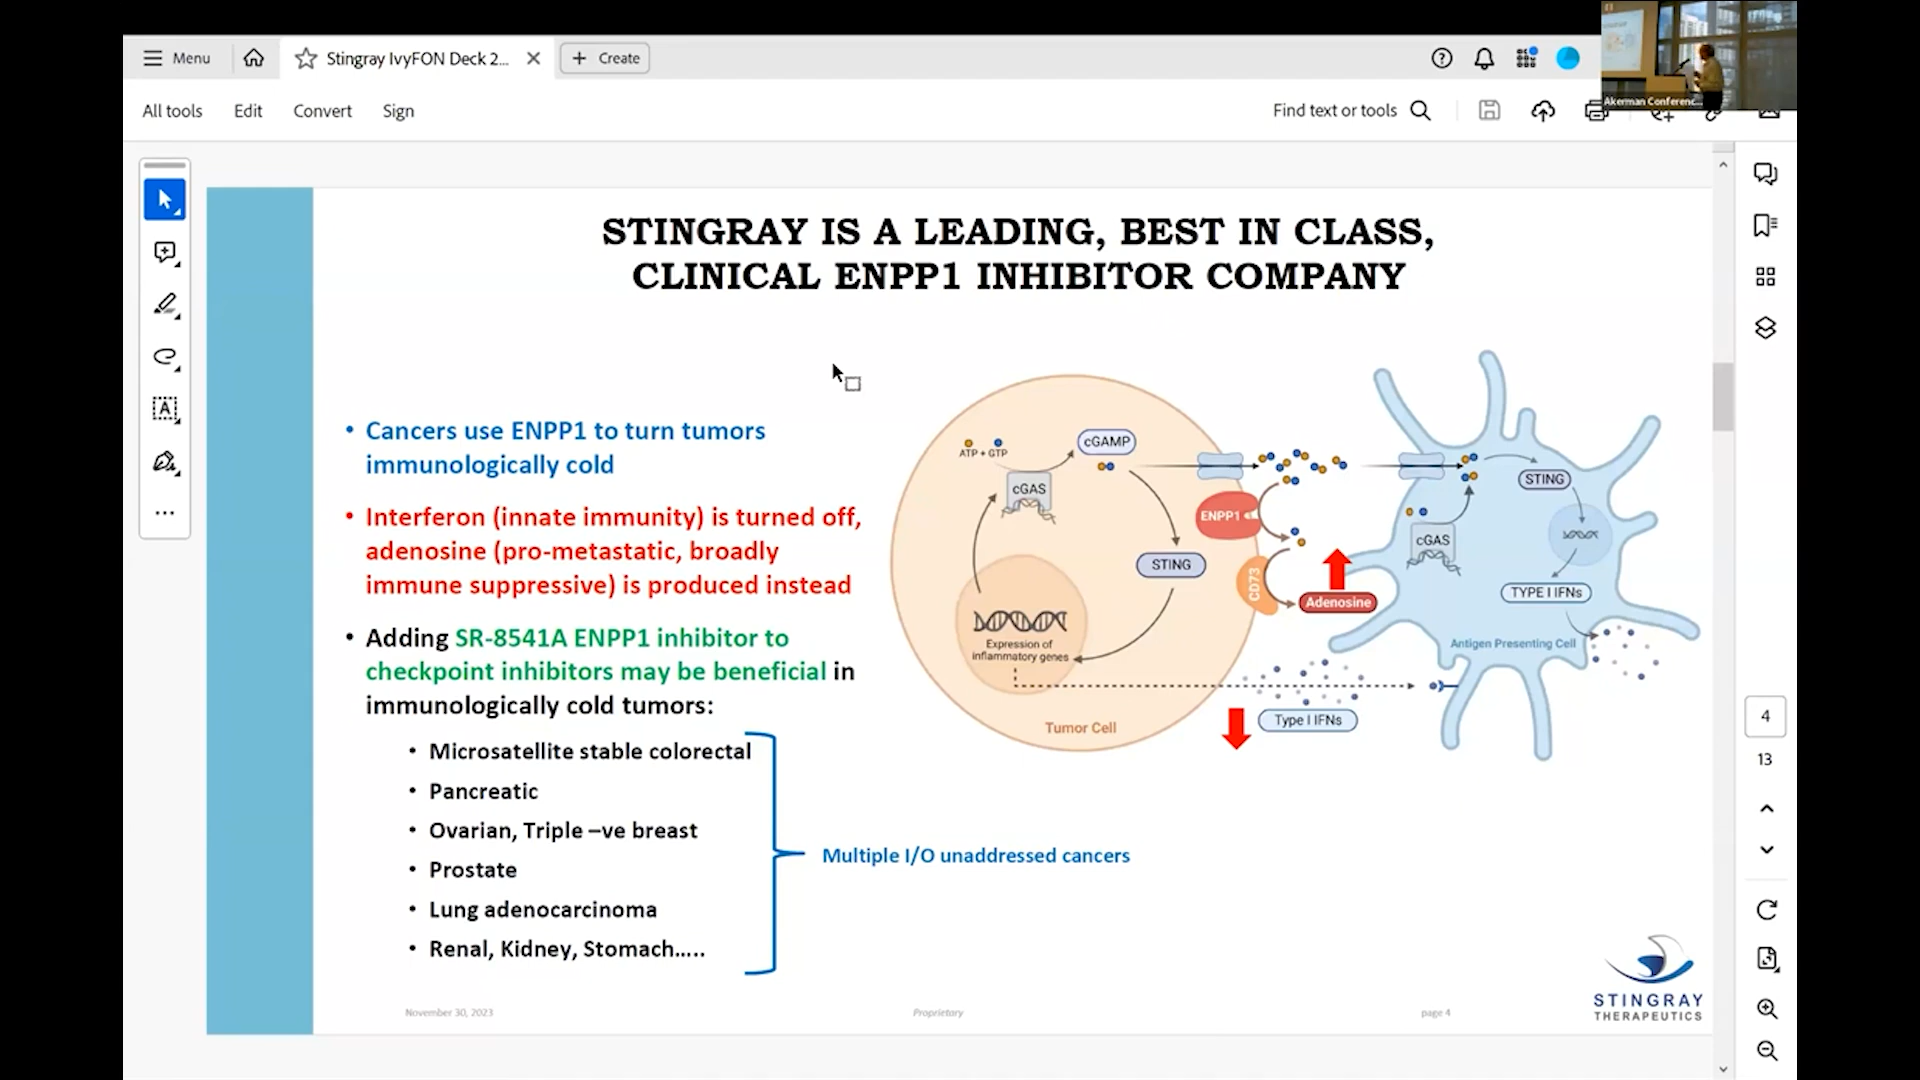 Menu
Stingray IvyFON Deck 2...
Create
Akerman Conferenc...
All tools
Edit
Convert
Sign
Find text or tools
STINGRAY IS A LEADING, BEST IN CLASS,
CLINICAL ENPP1 INHIBITOR COMPANY
• Cancers use ENPP1 to turn tumors
immunologically cold
• Interferon (innate immunity) is turned off,
adenosine (pro-metastatic, broadly
immune suppressive) is produced instead
• Adding SR-8541A ENPP1 inhibitor to
checkpoint inhibitors may be beneficial in
immunologically cold tumors:
• Microsatellite stable colorectal
• Pancreatic
• Ovarian, Triple –ve breast
• Prostate
• Lung adenocarcinoma
• Renal, Kidney, Stomach.....
Multiple I/O unaddressed cancers
ATP + GTP
cGAMP
cGAS
STING
Expression of
inflammatory genes
Tumor Cell
ENPP1
CD73
Adenosine
Type I IFNs
cGAS
STING
TYPE I IFNs
Antigen Presenting Cell
4
13
November 30, 2023
Proprietary
page 4
STINGRAY
THERAPEUTICS